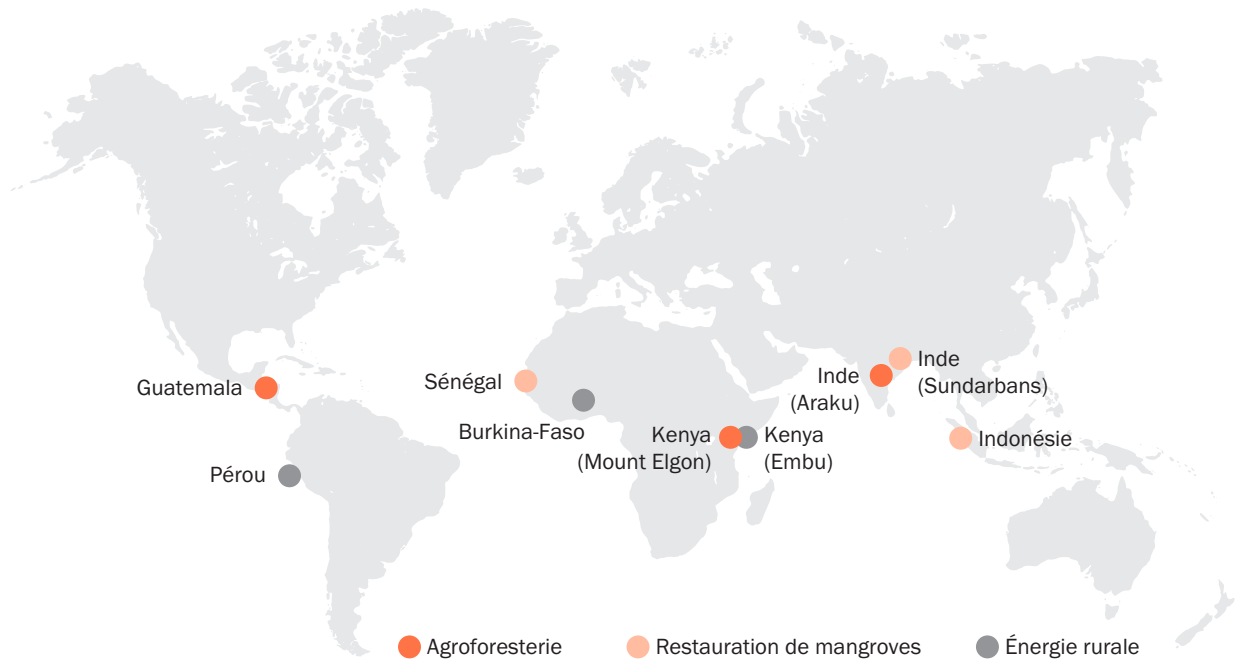 Guatemala
Pérou
Sénégal
Burkina-Faso
Kenya
(Mount Elgon)
Kenya
(Embu)
Inde
(Araku)
Inde
(Sundarbans)
Indonésie
Agroforesterie
Restauration de mangroves
Énergie rurale